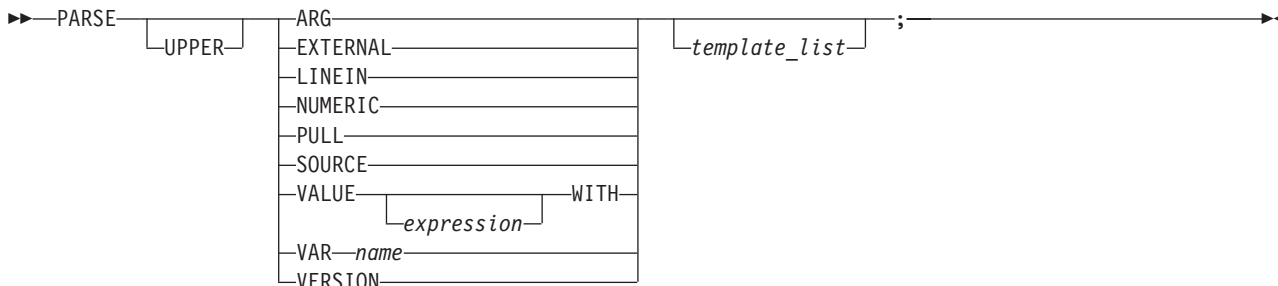 PARSE UPPER ARG template_list ;
EXTERNAL
LINEIN
NUMERIC
PULL
SOURCE
VALUE expression WITH
VAR name
VERSION